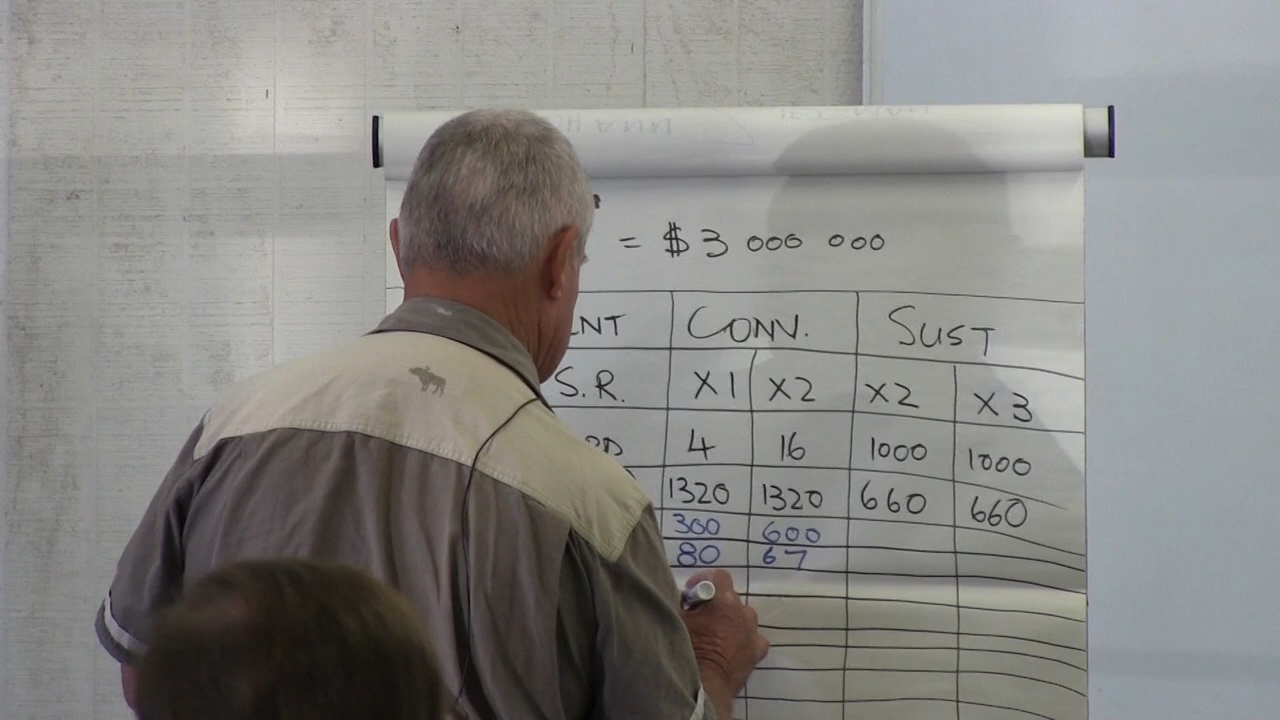 = $3 000 000
CONV. SUST
S.R. X1 X2 X2 X3
4 16 1000 1000
1320 1320 660 660
300 600
80 67